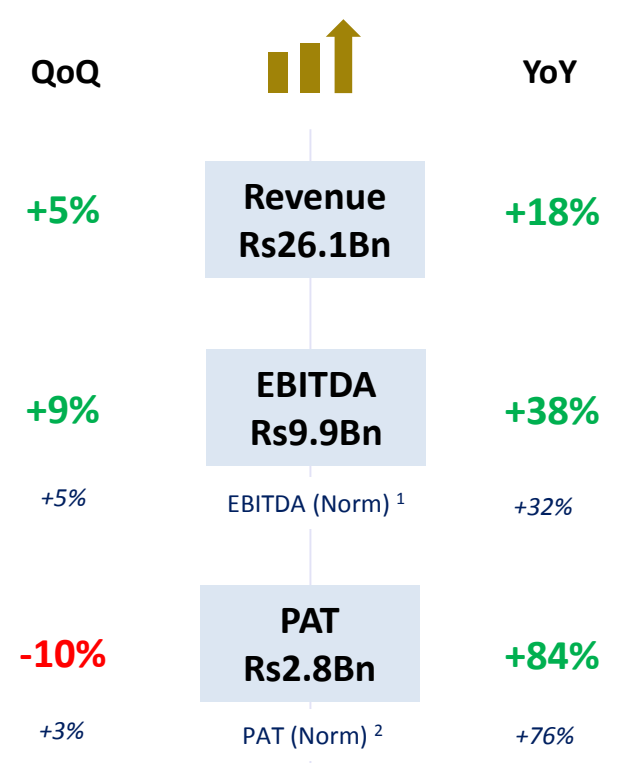 QoQ
YoY
+5%
Revenue
Rs26.1Bn
+18%
+9%
EBITDA
Rs9.9Bn
+38%
+5%
EBITDA (Norm) 1
+32%
-10%
PAT
Rs2.8Bn
+84%
+3%
PAT (Norm) 2
+76%